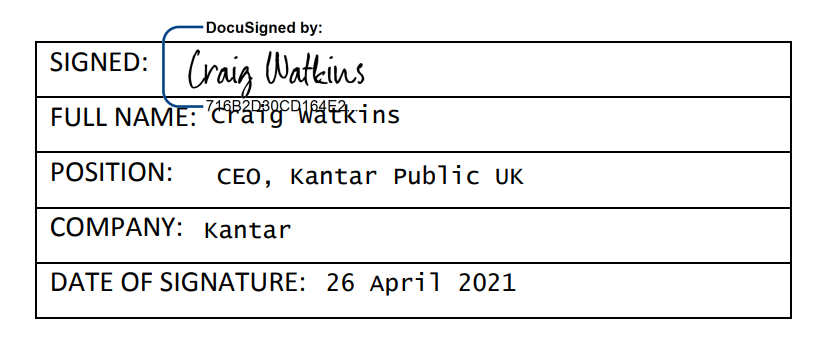 DocuSigned by:
SIGNED: Craig Watkins
716B2D30CD164E2...
FULL NAME: Craig Watkins
POSITION: CEO, Kantar Public UK
COMPANY: Kantar
DATE OF SIGNATURE: 26 April 2021